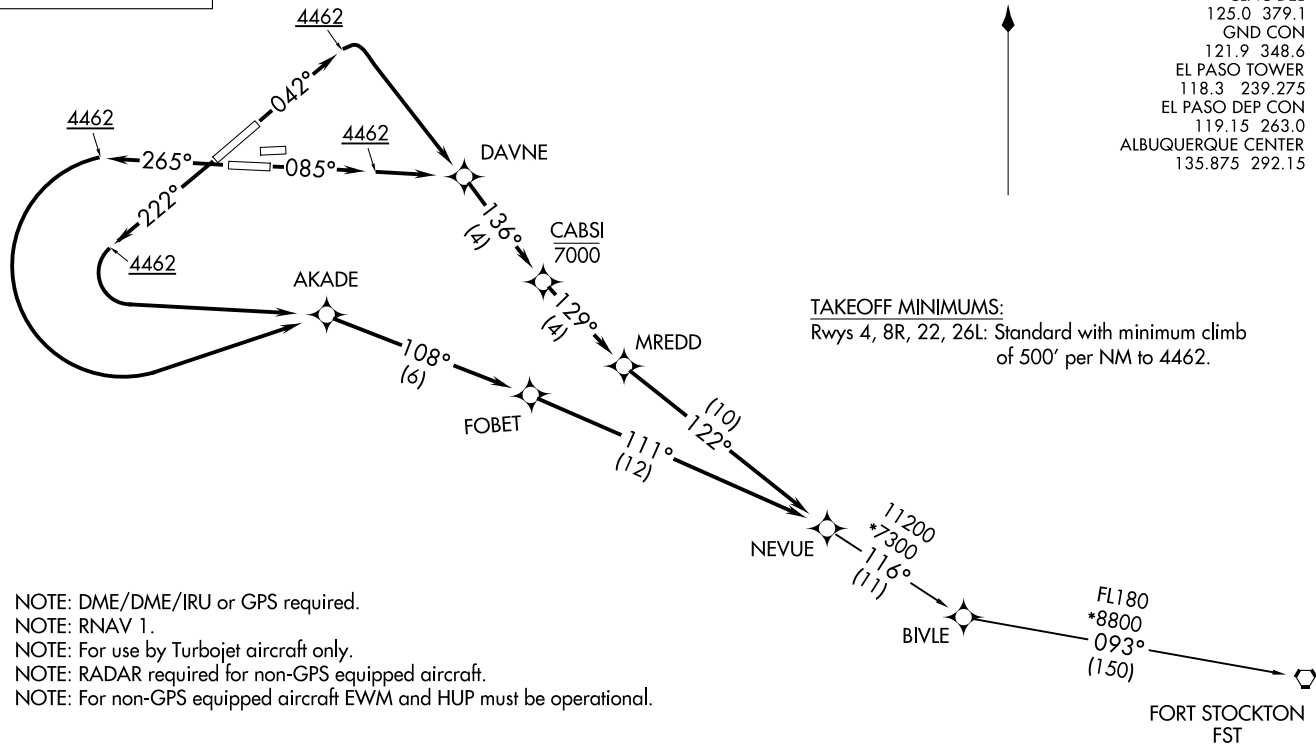 125.0 379.1
GND CON
121.9 348.6
EL PASO TOWER
118.3 239.275
EL PASO DEP CON
119.15 263.0
ALBUQUERQUE CENTER
135.875 292.15
4462
042°
4462
4462
265°
085°
DAVNE
222°
136°
(4)
CABSI
7000
4462
AKADE
129°
(4)
MREDD
108°
(6)
FOBET
(10)
122°
111°
(12)
TAKEOFF MINIMUMS:
Rwys 4, 8R, 22, 26L: Standard with minimum climb
of 500' per NM to 4462.
NEVUE
11200
*7300
116°
(11)
BIVLE
FL180
*8800
093°
(150)
FORT STOCKTON
FST
NOTE: DME/DME/IRU or GPS required.
NOTE: RNAV 1.
NOTE: For use by Turbojet aircraft only.
NOTE: RADAR required for non-GPS equipped aircraft.
NOTE: For non-GPS equipped aircraft EWM and HUP must be operational.